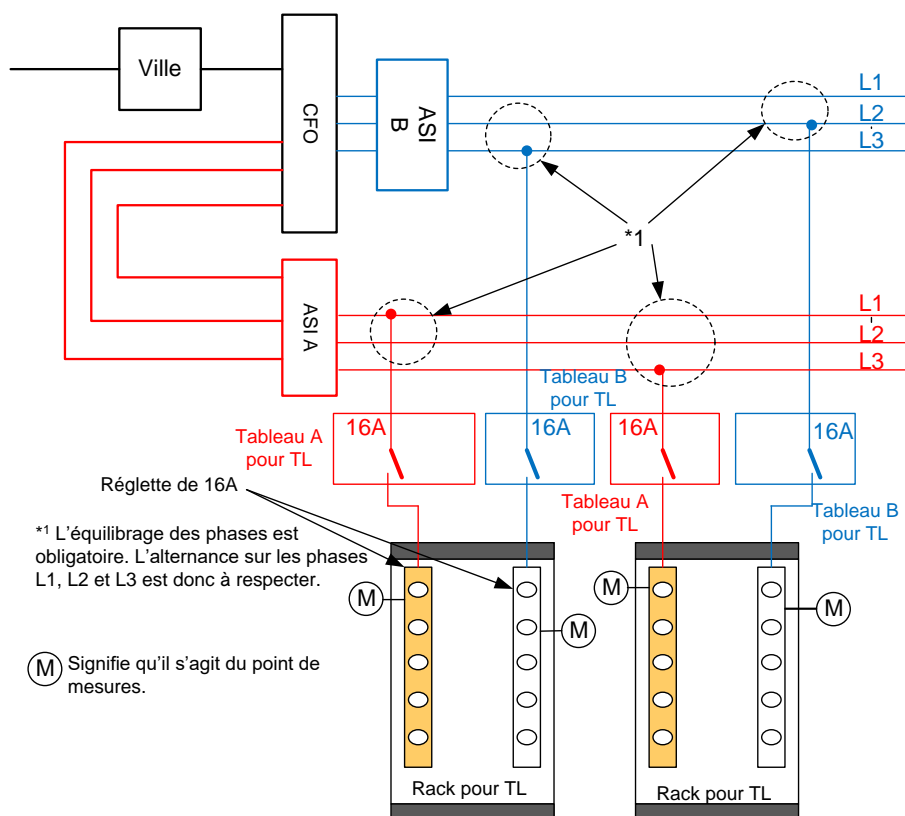 Ville
CFO
ASI
B
L1
L2
L3
*1
ASI A
L1
L2
L3
Tableau B
pour TL
Tableau A
pour TL
16A
16A
16A
16A
Tableau A
pour TL
Tableau B
pour TL
Réglette de 16A
*1 L’équilibrage des phases est
obligatoire. L’alternance sur les phases
L1, L2 et L3 est donc à respecter.
M
M
M
M
M Signifie qu’il s’agit du point de
mesures.
Rack pour TL
Rack pour TL